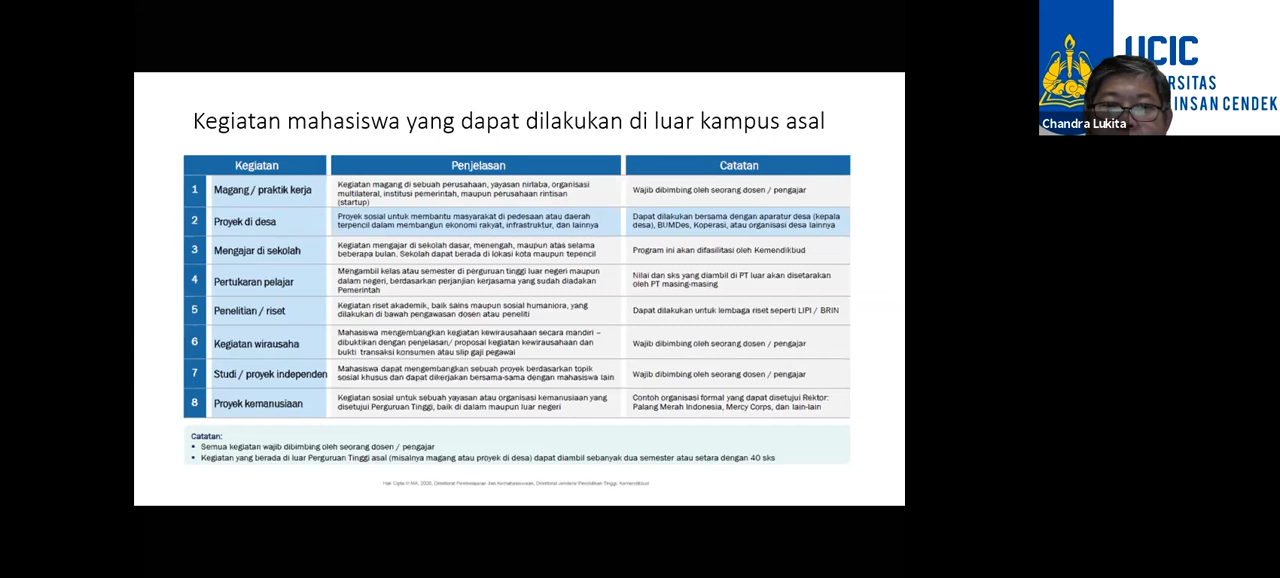 Kegiatan mahasiswa yang dapat dilakukan di luar kampus asal
Kegiatan Penjelasan Catatan
1 Magang / praktik kerja
Kegiatan magang di sebuah perusahaan, yayasan nirlaba, organisasi
multilateral, institusi pemerintah, maupun perusahaan rintisan
(startup)
Wajib dibimbing oleh seorang dosen / pengajar
2 Proyek di desa
Proyek sosial untuk membantu masyarakat di pedesaan atau daerah
terpencil dalam membangun ekonomi rakyat, infrastruktur, dan lainnya
Dapat dilakukan bersama dengan aparatur desa (kepala
desa), BUMDes, Koperasi, atau organisasi desa lainnya
3 Mengajar di sekolah
Kegiatan mengajar di sekolah dasar, menengah, maupun atas selama
beberapa bulan. Sekolah dapat berada di lokasi kota maupun tepencil
Program ini akan difasilitasi oleh Kemendikbud
4 Pertukaran pelajar
Mengambil kelas atau semester di perguruan tinggi luar negeri maupun
dalam negeri, berdasarkan perjanjian kerjasama yang sudah diadakan
Pemerintah
Nilai dan sks yang diambil di PT luar akan disetarakan
oleh PT masing-masing
5 Penelitian / riset
Kegiatan riset akademik, baik sains maupun sosial humaniora, yang
dilakukan di bawah pengawasan dosen atau peneliti
Dapat dilakukan untuk lembaga riset seperti LIPI / BRIN
6 Kegiatan wirausaha
Mahasiswa mengembangkan kegiatan kewirausahaan secara mandiri –
dibuktikan dengan penjelasan/ proposal kegiatan kewirausahaan dan
bukti transaksi konsumen atau slip gaji pegawai
Wajib dibimbing oleh seorang dosen / pengajar
7 Studi / proyek independen
Mahasiswa dapat mengembangkan sebuah proyek berdasarkan topik
sosial khusus dan dapat dikerjakan bersama-sama dengan mahasiswa lain
Wajib dibimbing oleh seorang dosen / pengajar
8 Proyek kemanusiaan
Kegiatan sosial untuk sebuah yayasan atau organisasi kemanusiaan yang
disetujui Perguruan Tinggi, baik di dalam maupun luar negeri
Contoh organisasi formal yang dapat disetujui Rektor:
Palang Merah Indonesia, Mercy Corps, dan lain-lain
Catatan:
• Semua kegiatan wajib dibimbing oleh seorang dosen / pengajar
• Kegiatan yang berada di luar Perguruan Tinggi asal (misalnya magang atau proyek di desa) dapat diambil sebanyak dua semester atau setara dengan 40 sks
Direktorat Pembelajaran dan Kemahasiswaan, Direktorat Jenderal Pendidikan Tinggi, Kemendikbud
UCIC
ERSITAS
INSAN CENDEK
Chandra Lukita